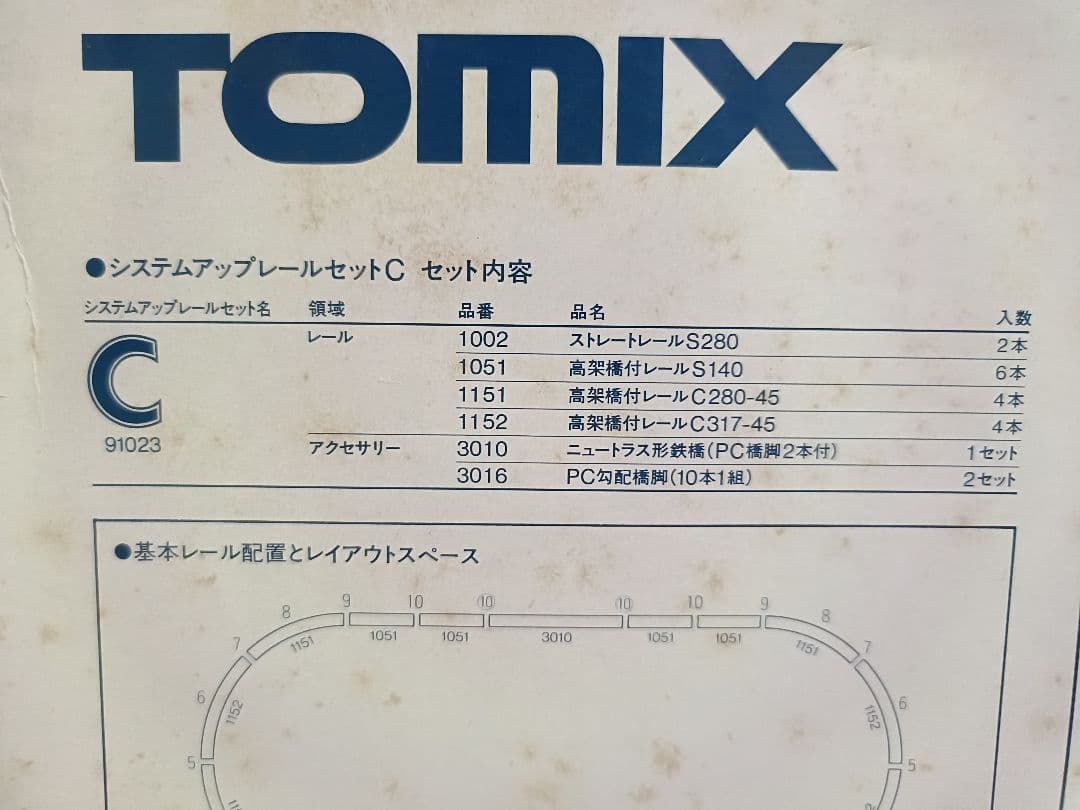 TOMIX
●システムアップレールセットC セット内容
システムアップレールセット名 領域 品番 品名 入数
C レール 1002 ストレートレールS280 2本
1051 高架橋付レールS140 6本
1151 高架橋付レールC280-45 4本
1152 高架橋付レールC317-45 4本
91023 アクセサリー 3010 ニュートラス形鉄橋(PC橋脚2本付) 1セット
3016 PC勾配橋脚(10本1組) 2セット
●基本レール配置とレイアウトスペース
8 9 10 10 10 10 9 8
7 1151 1051 1051 3010 1051 1051 1151 7
6 1152 1152 6
5 5